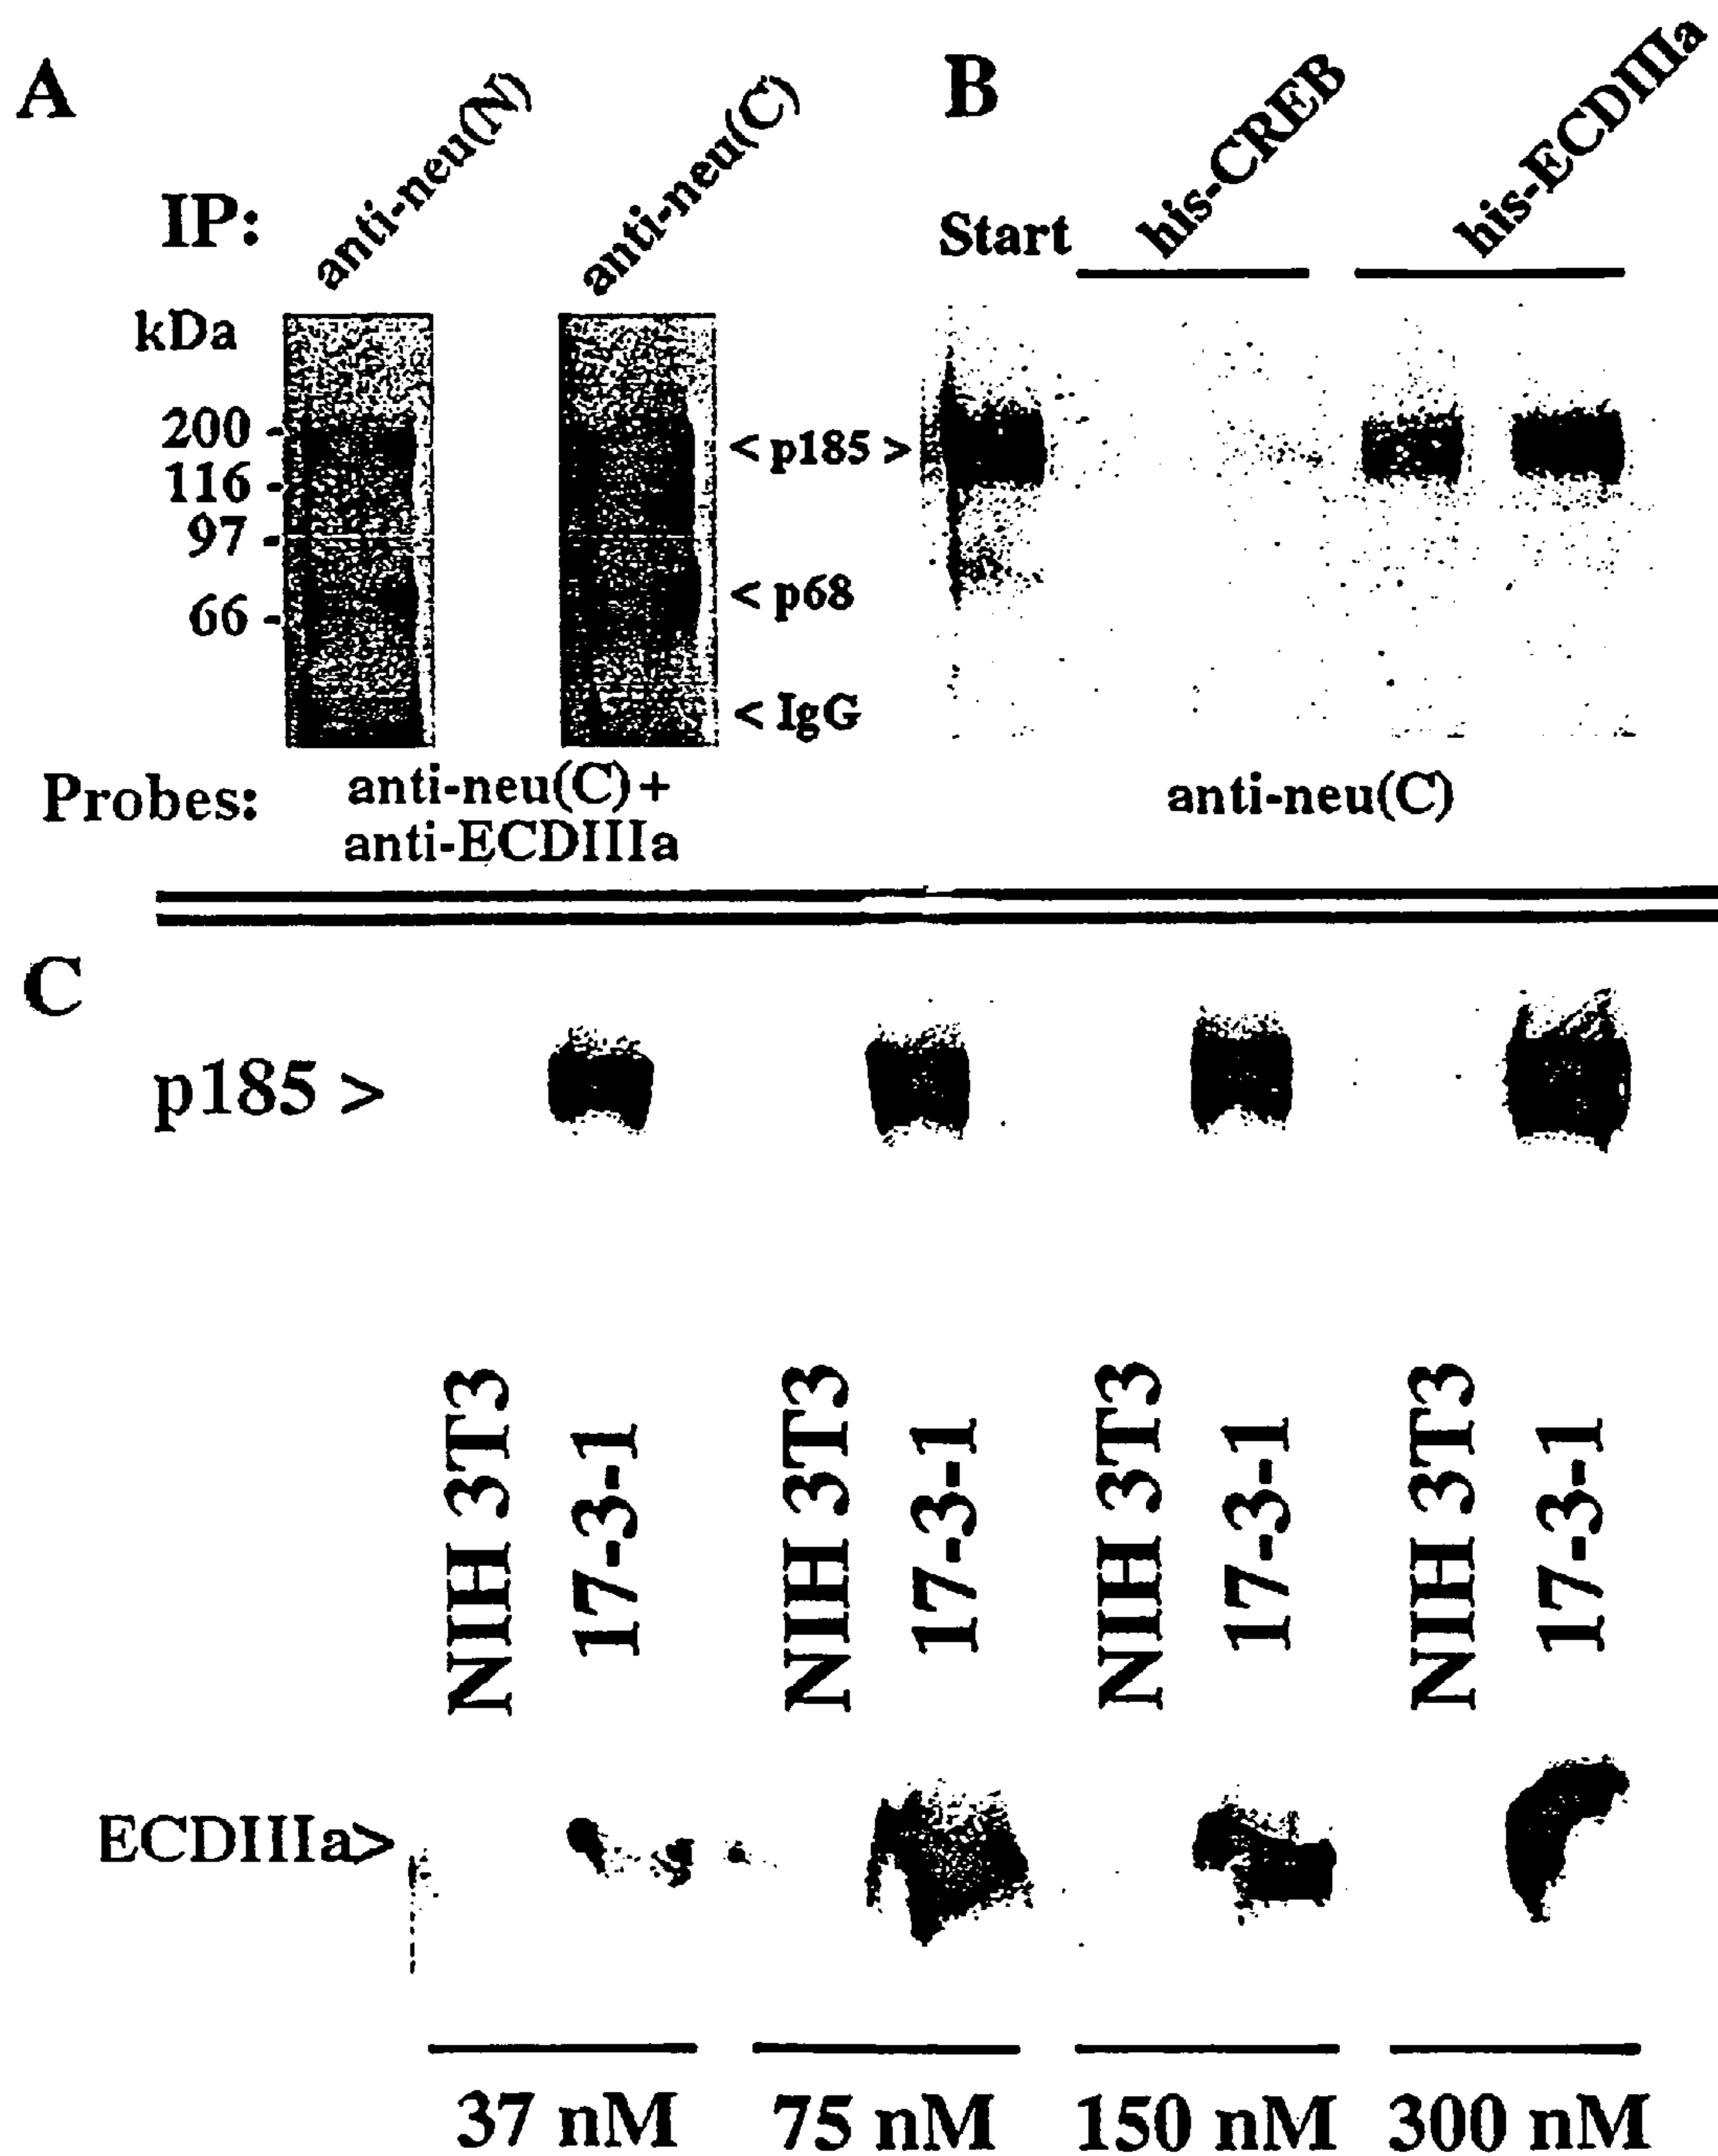 A
IP:
anti-neu(N)
anti-neu(C)
kDa
200 -
116 -
97 -
66 -
< p185 >
< p68
< IgG
Probes:
anti-neu(C)+
anti-ECDIIIa
B
Start
his-CREB
his-ECDIIIa
anti-neu(C)
C
p185 >
NIH 3T3
17-3-1
NIH 3T3
17-3-1
NIH 3T3
17-3-1
NIH 3T3
17-3-1
ECDIIIa>
37 nM
75 nM
150 nM
300 nM